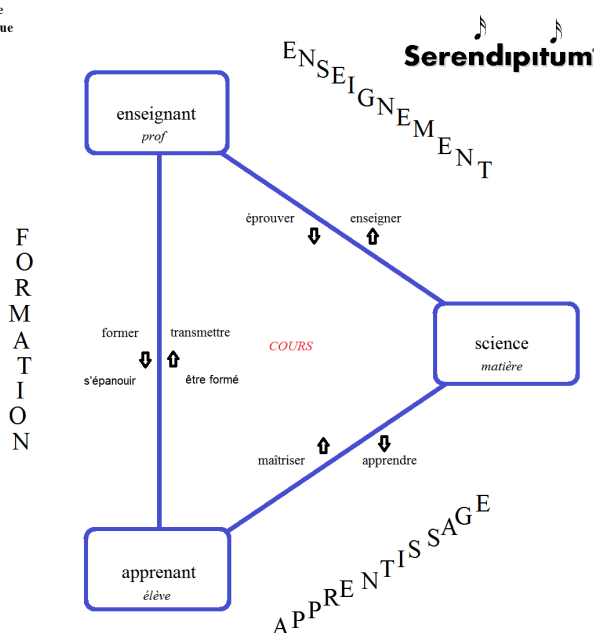 ENSEIGNEMENT
Serendipitum
enseignant
prof
éprouver
enseigner
FORMATION
former
transmettre
COURS
science
matière
s'épanouir
être formé
maîtriser
apprendre
APPRENTISSAGE
apprenant
élève